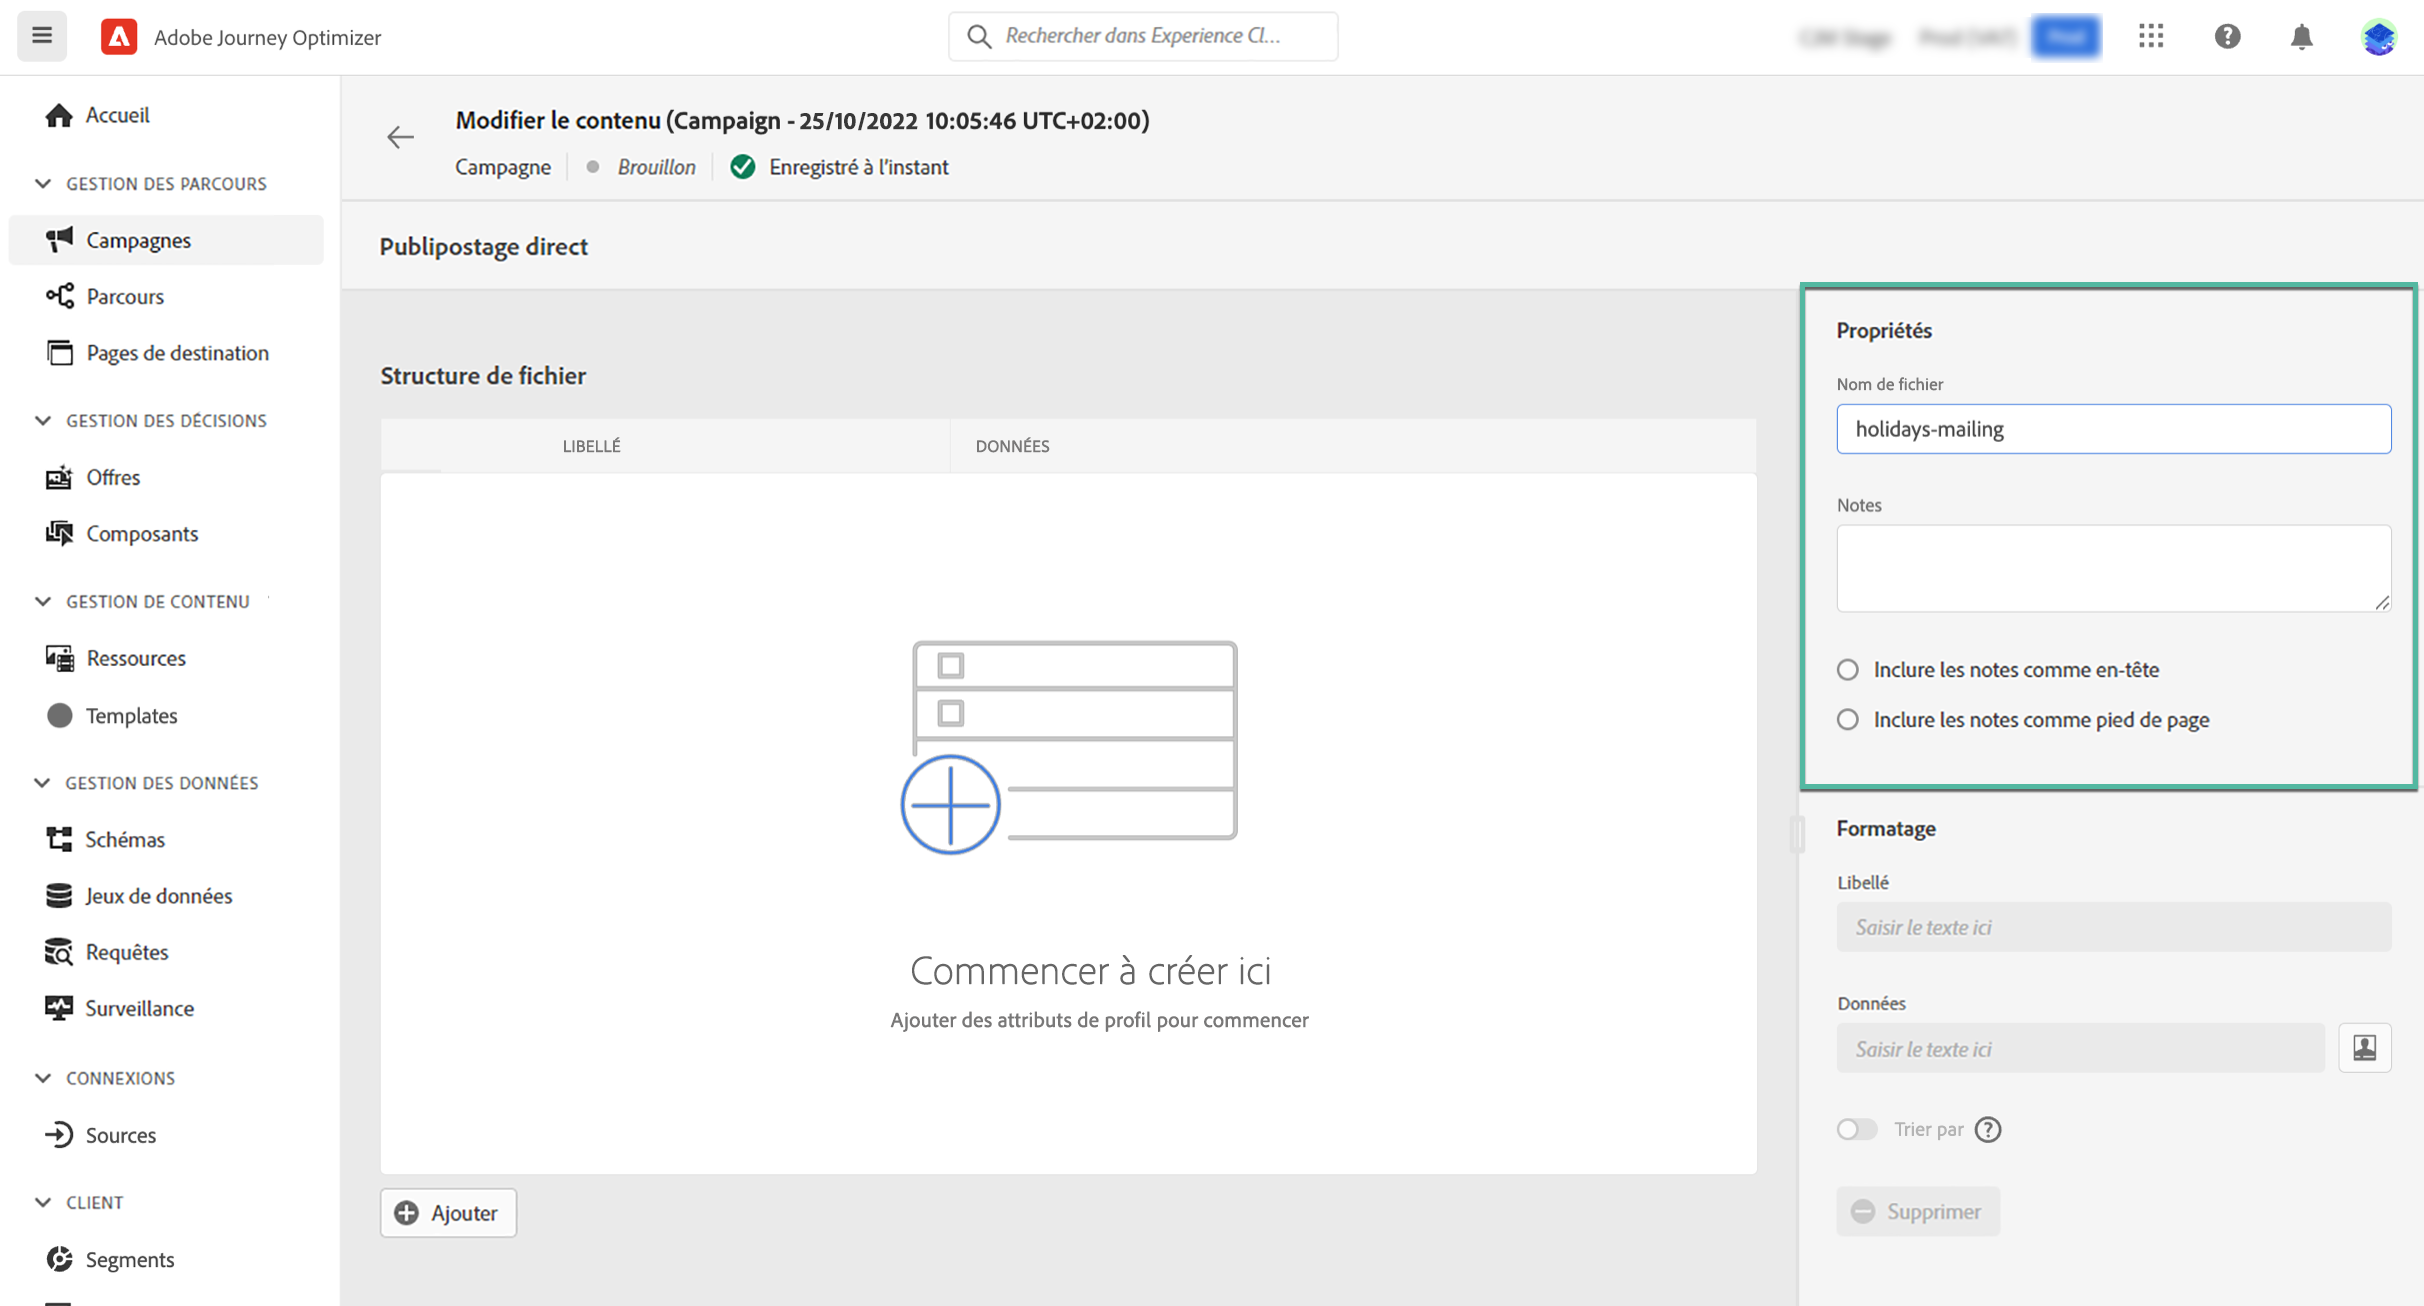 Adobe Journey Optimizer
Rechercher dans Experience Cl...
Accueil
GESTION DES PARCOURS
Campagnes
Parcours
Pages de destination
GESTION DES DÉCISIONS
Offres
Composants
GESTION DE CONTENU
Ressources
Templates
GESTION DES DONNÉES
Schémas
Jeux de données
Requêtes
Surveillance
CONNEXIONS
Sources
CLIENT
Segments
Modifier le contenu (Campaign - 25/10/2022 10:05:46 UTC+02:00)
Campagne
Brouillon
Enregistré à l'instant
Publipostage direct
Structure de fichier
LIBELLÉ
DONNÉES
Commencer à créer ici
Ajouter des attributs de profil pour commencer
Ajouter
Propriétés
Nom de fichier
holidays-mailing
Notes
Inclure les notes comme en-tête
Inclure les notes comme pied de page
Formatage
Libellé
Saisir le texte ici
Données
Saisir le texte ici
Trier par
Supprimer